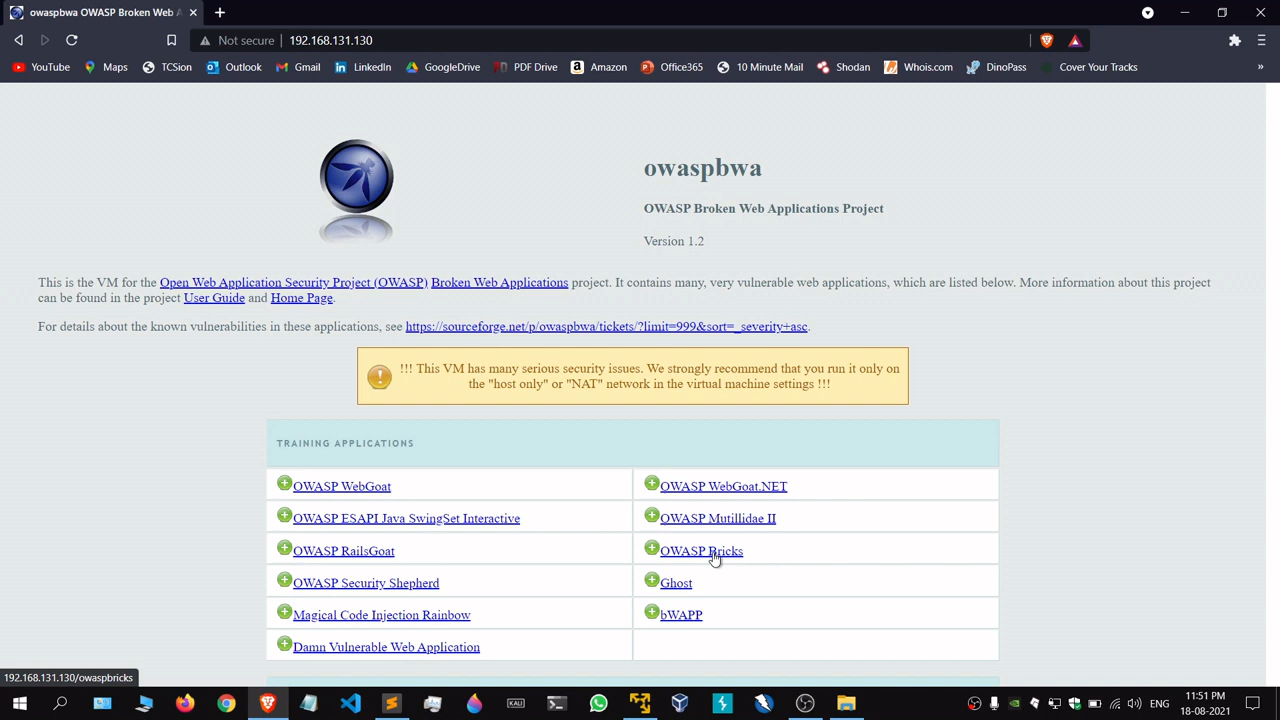 owaspbwa OWASP Broken Web A
Not secure 192.168.131.130
YouTube Maps TCSion Outlook Gmail LinkedIn GoogleDrive PDF Drive Amazon Office365 10 Minute Mail Shodan Whois.com DinoPass Cover Your Tracks »
owaspbwa
OWASP Broken Web Applications Project
Version 1.2
This is the VM for the Open Web Application Security Project (OWASP) Broken Web Applications project. It contains many, very vulnerable web applications, which are listed below. More information about this project
can be found in the project User Guide and Home Page.
For details about the known vulnerabilities in these applications, see https://sourceforge.net/p/owaspbwa/tickets/?limit=999&sort=_severity+asc.
!!! This VM has many serious security issues. We strongly recommend that you run it only on
the "host only" or "NAT" network in the virtual machine settings !!!
TRAINING APPLICATIONS
OWASP WebGoat OWASP WebGoat.NET
OWASP ESAPI Java SwingSet Interactive OWASP Mutillidae II
OWASP RailsGoat OWASP Bricks
OWASP Security Shepherd Ghost
Magical Code Injection Rainbow bWAPP
Damn Vulnerable Web Application
192.168.131.130/owaspbricks
ENG 11:51 PM
18-08-2021